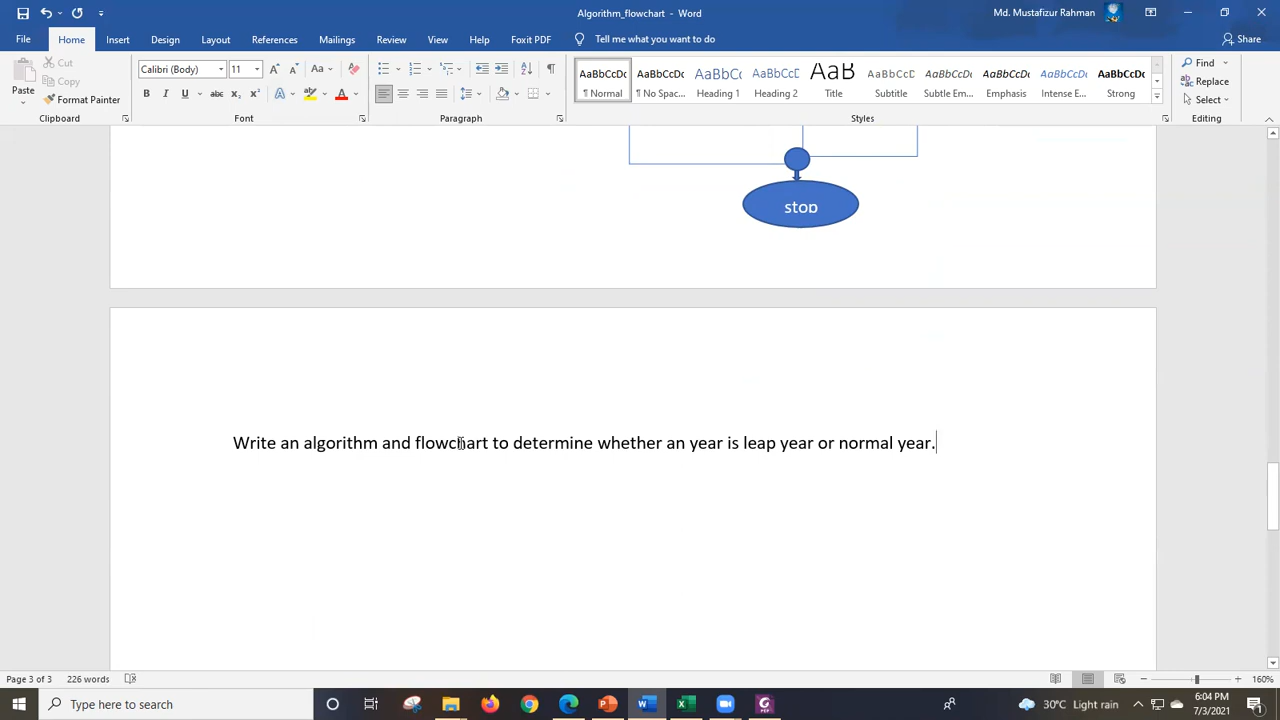 Algorithm_flowchart - Word
Md. Mustafizur Rahman
File Home Insert Design Layout References Mailings Review View Help Foxit PDF Tell me what you want to do Share
Paste
Cut
Copy
Format Painter
Clipboard
Calibri (Body) 11
Font
Paragraph
AaBbCcDc AaBbCcDc AaBbCc AaBbCcD AaB AaBbCcD AaBbCcDc AaBbCcDc AaBbCcDc AaBbCcDc
¶ Normal ¶ No Spac... Heading 1 Heading 2 Title Subtitle Subtle Em... Emphasis Intense E... Strong
Styles
Find
Replace
Select
Editing
stop
Write an algorithm and flowchart to determine whether an year is leap year or normal year.
Page 3 of 3 226 words 160%
Type here to search
30°C Light rain
6:04 PM
7/3/2021